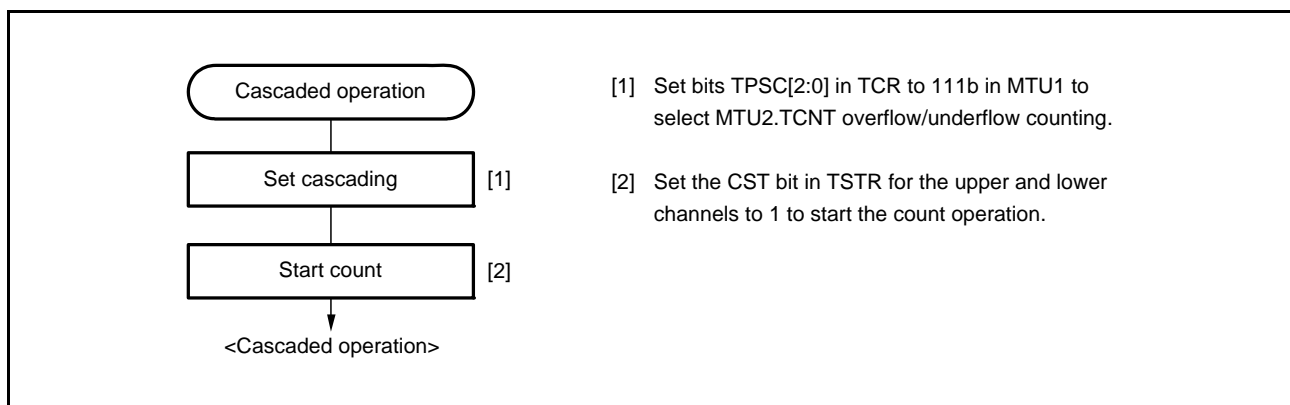 Cascaded operation
Set cascading [1]
Start count [2]
<Cascaded operation>
[1] Set bits TPSC[2:0] in TCR to 111b in MTU1 to
select MTU2.TCNT overflow/underflow counting.
[2] Set the CST bit in TSTR for the upper and lower
channels to 1 to start the count operation.